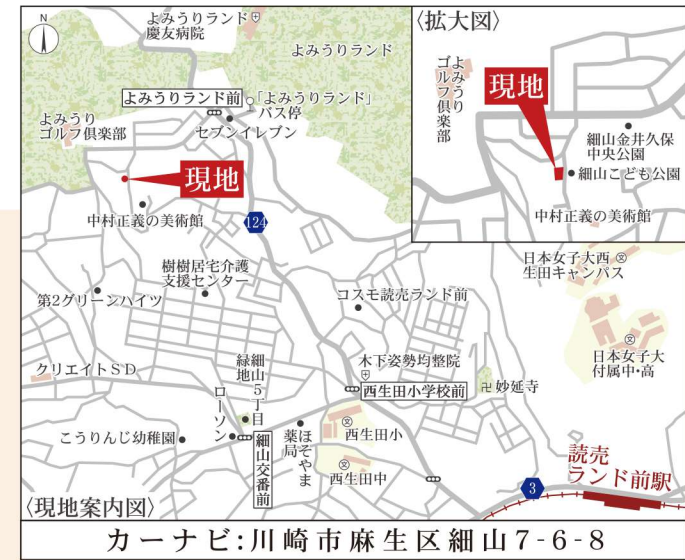 N
よみうりランド
慶友病院
よみうりランド
よみうりランド前
「よみうりランド」
バス停
セブンイレブン
よみうり
ゴルフ倶楽部
現地
中村正義の美術館
124
樹樹居宅介護
支援センター
第2グリーンハイツ
コスモ読売ランド前
クリエイトSD
細山5丁目
緑地
ローソン
木下姿勢均整院
西生田小学校前
妙延寺
こうりんじ幼稚園
細山交番前
ほそやま
薬局
西生田小
西生田中
日本女子大西
生田キャンパス
日本女子大
付属中・高
3
読売
ランド前駅
〈現地案内図〉
〈拡大図〉
よみうり
ゴルフ倶楽部
現地
細山金井久保
中央公園
細山こども公園
中村正義の美術館
カーナビ:川崎市麻生区細山7-6-8